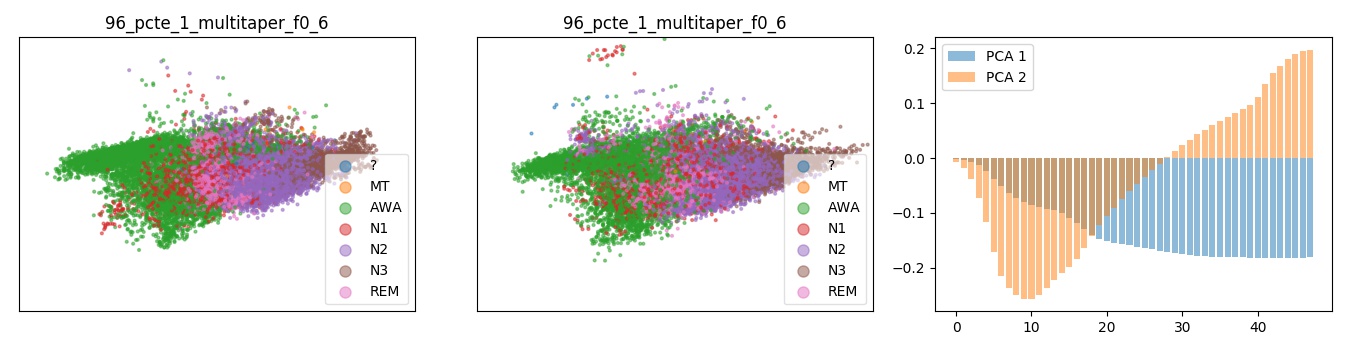 96_pcte_1_multitaper_f0_6
?
MT
AWA
N1
N2
N3
REM
96_pcte_1_multitaper_f0_6
?
MT
AWA
N1
N2
N3
REM
PCA 1
PCA 2
0.2
0.1
0.0
−0.1
−0.2
0 10 20 30 40